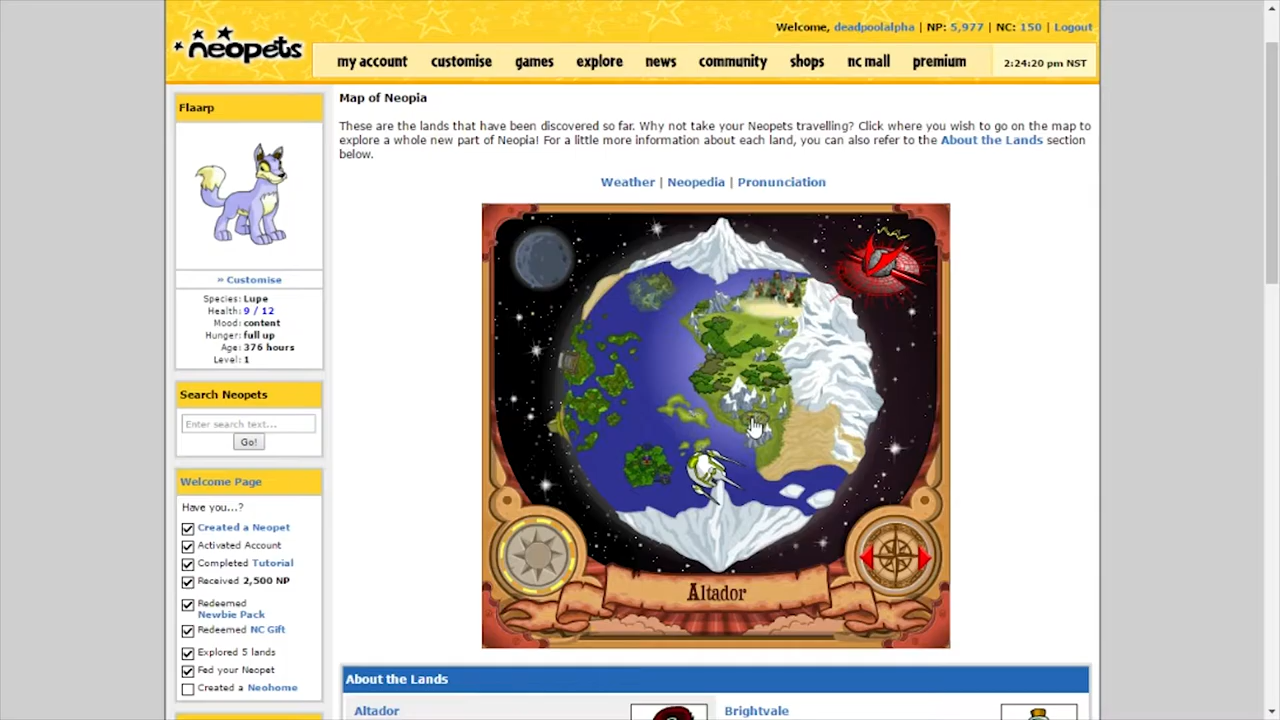 Welcome, deadpoolalpha | NP: 5,977 | NC: 150 | Logout
neopets
my account customise games explore news community shops nc mall premium 2:24:20 pm NST
Flaarp
» Customise
Species: Lupe
Health: 9 / 12
Mood: content
Hunger: full up
Age: 376 hours
Level: 1
Search Neopets
Enter search text...
Go!
Welcome Page
Have you...?
Created a Neopet
Activated Account
Completed Tutorial
Received 2,500 NP
Redeemed
Newbie Pack
Redeemed NC Gift
Explored 5 lands
Fed your Neopet
Created a Neohome
Map of Neopia
These are the lands that have been discovered so far. Why not take your Neopets travelling? Click where you wish to go on the map to
explore a whole new part of Neopia! For a little more information about each land, you can also refer to the About the Lands section
below.
Weather | Neopedia | Pronunciation
Altador
About the Lands
Altador Brightvale